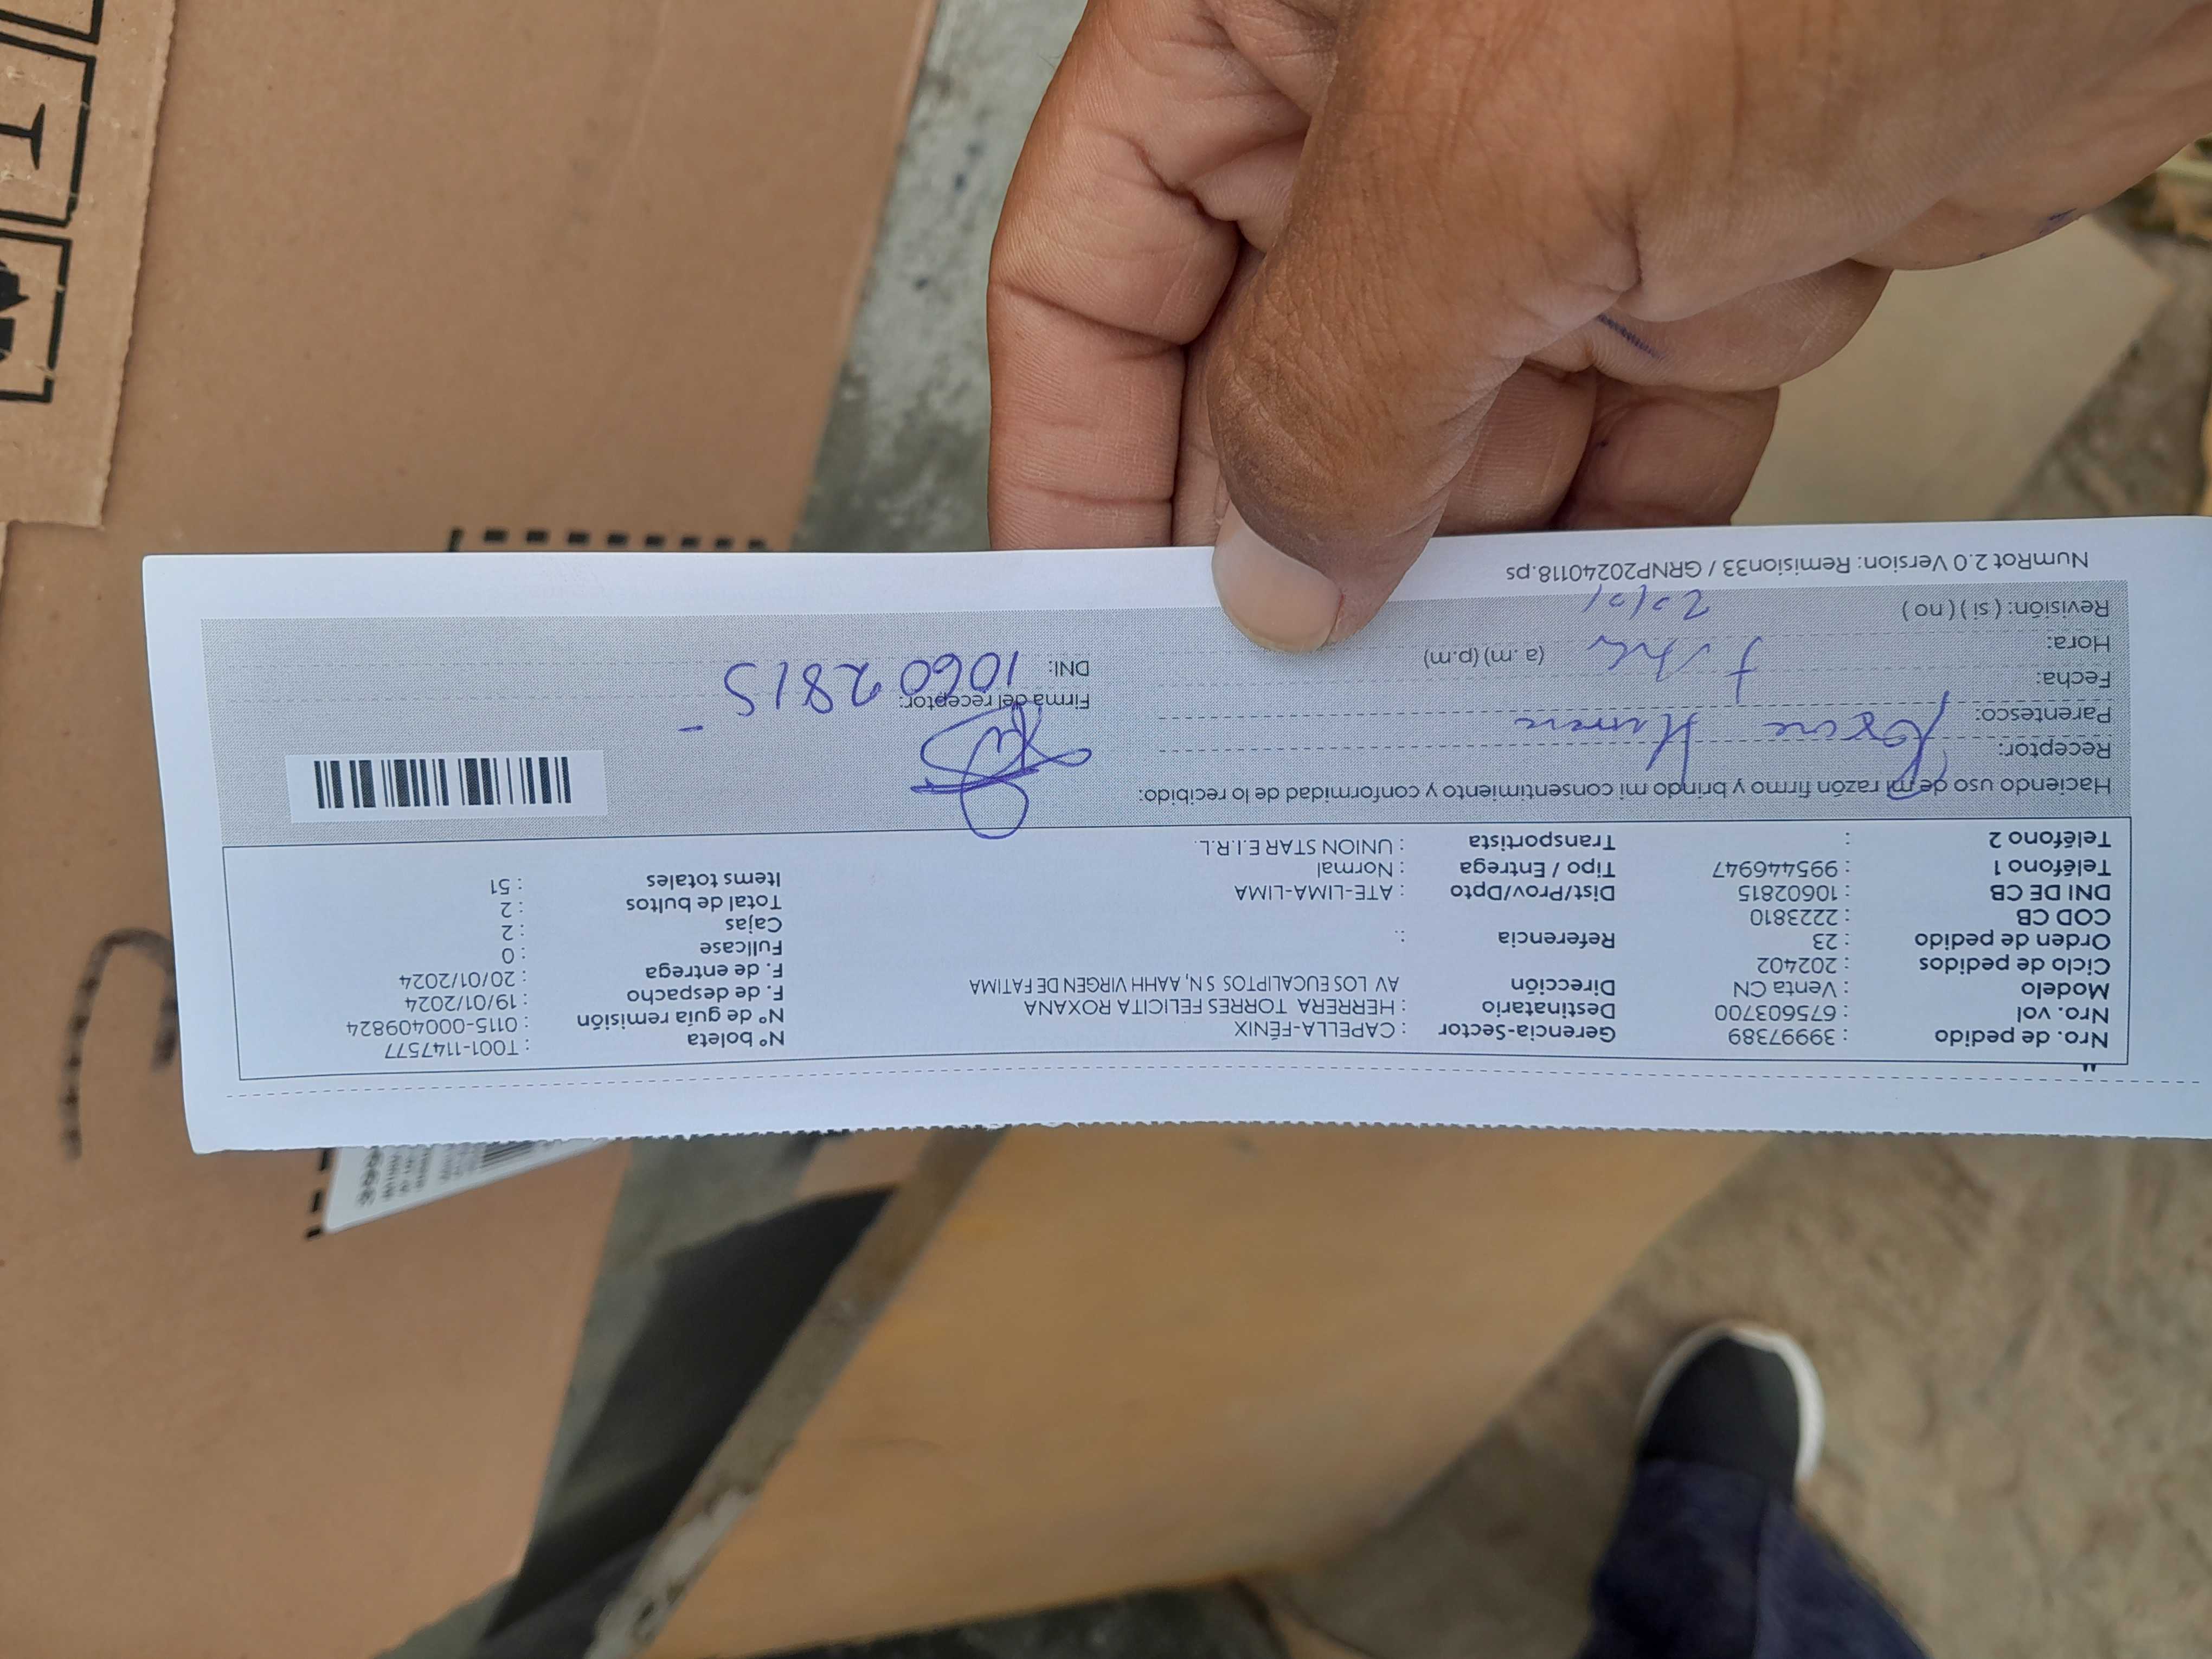 Nro. de pedido : 39997389 Gerencia-Sector : CAPELLA-FÉNIX N° boleta : T001-1147577
Nro. vol : 675603700 Destinatario : HERRERA TORRES FELICITA ROXANA N° de guía remisión : 0115-000409824
Modelo : Venta CN Dirección AV LOS EUCALIPTOS SN, AAHH VIRGEN DE FATIMA F. de despacho : 19/01/2024
Ciclo de pedidos : 202402 F. de entrega : 20/01/2024
Orden de pedido : 23 Referencia : Fullcase : 0
COD CB : 2223810 Cajas : 2
DNI DE CB : 10602815 Dist/Prov/Dpto : ATE-LIMA-LIMA Total de bultos : 2
Teléfono 1 : 995446947 Tipo / Entrega : Normal Items totales : 51
Teléfono 2 : Transportista : UNION STAR E.I.R.L.
Haciendo uso de mi razón firmo y brindo mi consentimiento y conformidad de lo recibido:
Receptor:
Parentesco: Herrera
Fecha: Firma del receptor:
Hora: (a.m) (p.m) DNI: 10602815
Revisión: ( si ) ( no )
NumRot 2.0 Version: Remision33 / GRNP20240118.ps